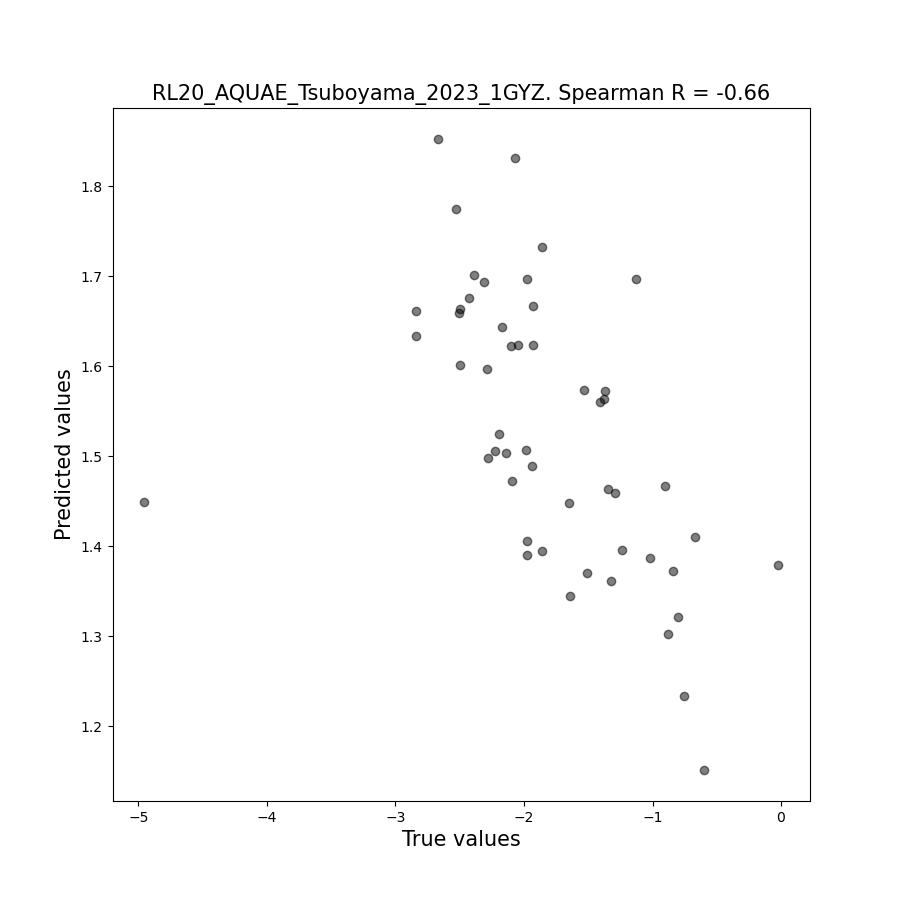 RL20_AQUAE_Tsuboyama_2023_1GYZ. Spearman R = -0.66
Predicted values
1.8
1.7
1.6
1.5
1.4
1.3
1.2
−5 −4 −3 −2 −1 0
True values